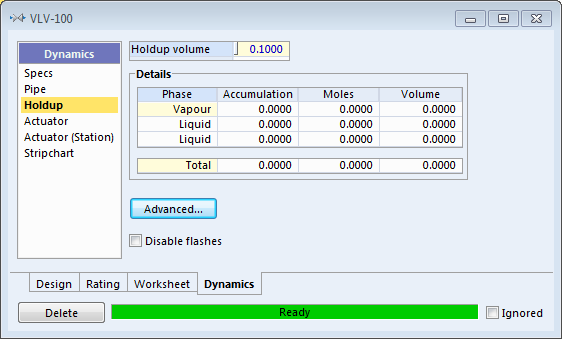 VLV-100
Dynamics
Specs
Pipe
Holdup
Actuator
Actuator (Station)
Stripchart
Holdup volume 0.1000
Details
Phase Accumulation Moles Volume
Vapour 0.0000 0.0000 0.0000
Liquid 0.0000 0.0000 0.0000
Liquid 0.0000 0.0000 0.0000
Total 0.0000 0.0000 0.0000
Advanced...
Disable flashes
Design Rating Worksheet Dynamics
Delete Ready Ignored